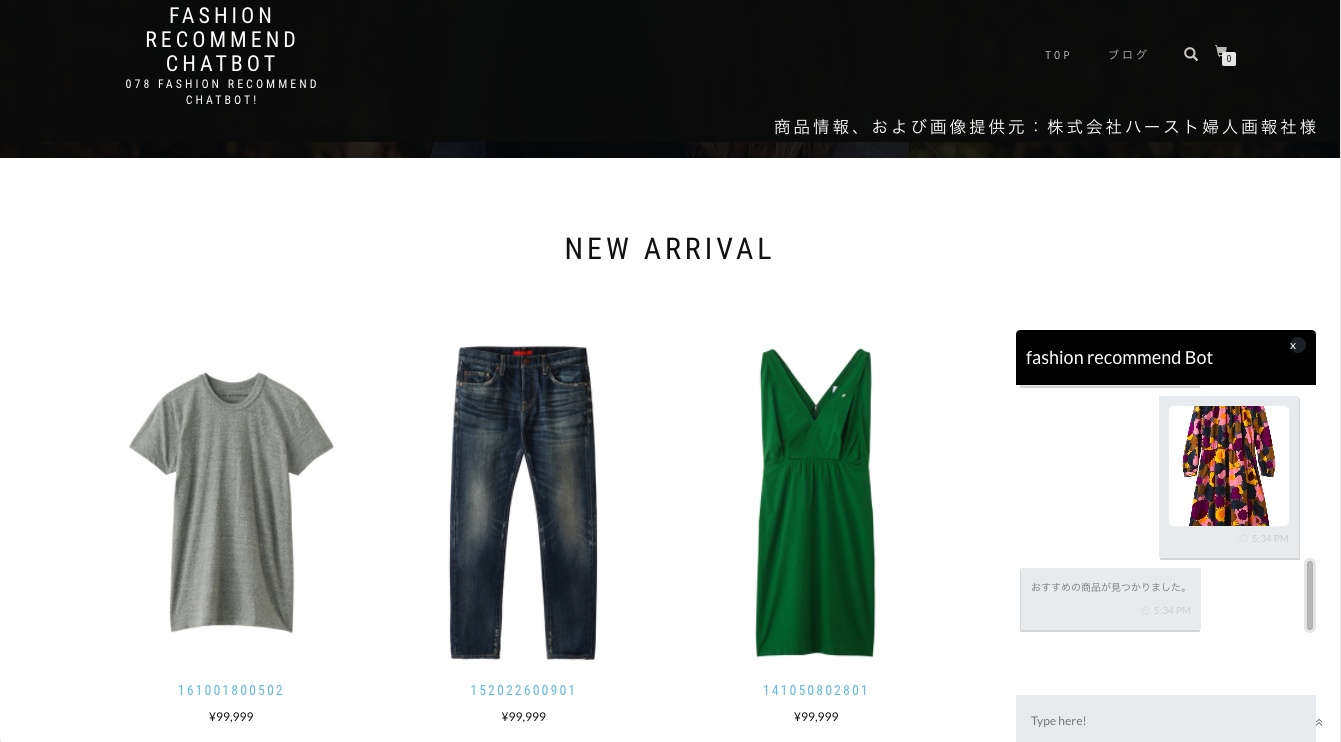 FASHION
RECOMMEND
CHATBOT
078 FASHION RECOMMEND
CHATBOT!
TOP
ブログ
0
商品情報、および画像提供元：株式会社ハースト婦人画報社様
NEW ARRIVAL
x
fashion recommend Bot
5:34 PM
おすすめの商品が見つかりました。
5:34 PM
161001800502
152022600901
141050802801
¥99,999
¥99,999
¥99,999
Type here!